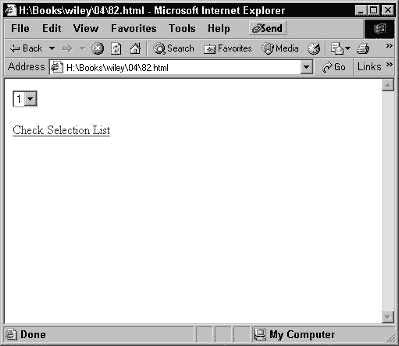 H:\Books\wiley\04\82.html - Microsoft Internet Explorer
File Edit View Favorites Tools Help Send
Back Search Favorites Media »
Address H:\Books\wiley\04\82.html Go Links »
1
Check Selection List
Done My Computer